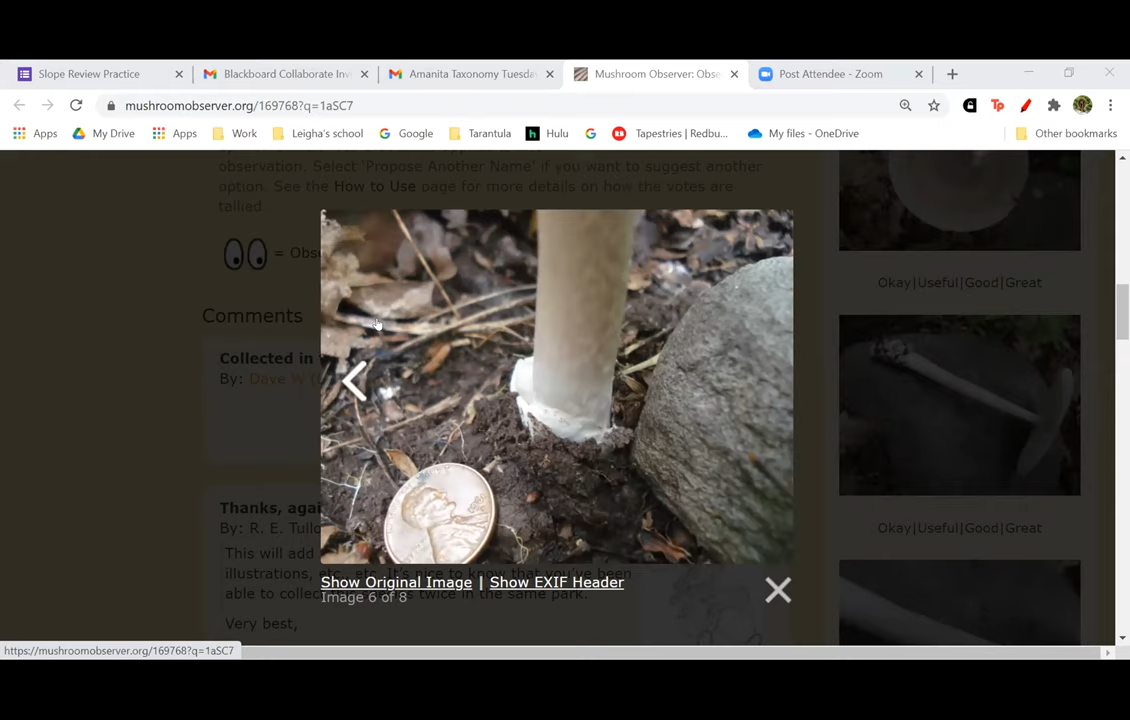 Slope Review Practice
Blackboard Collaborate Inv
Amanita Taxonomy Tuesda
Mushroom Observer: Obse
Post Attendee - Zoom
mushroomobserver.org/169768?q=1aSC7
Apps
My Drive
Apps
Work
Leigha's school
Google
Tarantula
Hulu
Tapestries | Redbu...
My files - OneDrive
Other bookmarks
observation. Select 'Propose Another Name' if you want to suggest another
option. See the How to Use page for more details on how the votes are
tallied.
= Obs
Comments
Collected in
By: Dave W
Thanks, agai
By: R. E. Tullo
This will add
illustrations, etc., etc. It's nice to know that you've been
able to collect twice in the same park.
Very best,
Show Original Image | Show EXIF Header
Image 6 of 8
Okay|Useful|Good|Great
Okay|Useful|Good|Great
https://mushroomobserver.org/169768?q=1aSC7